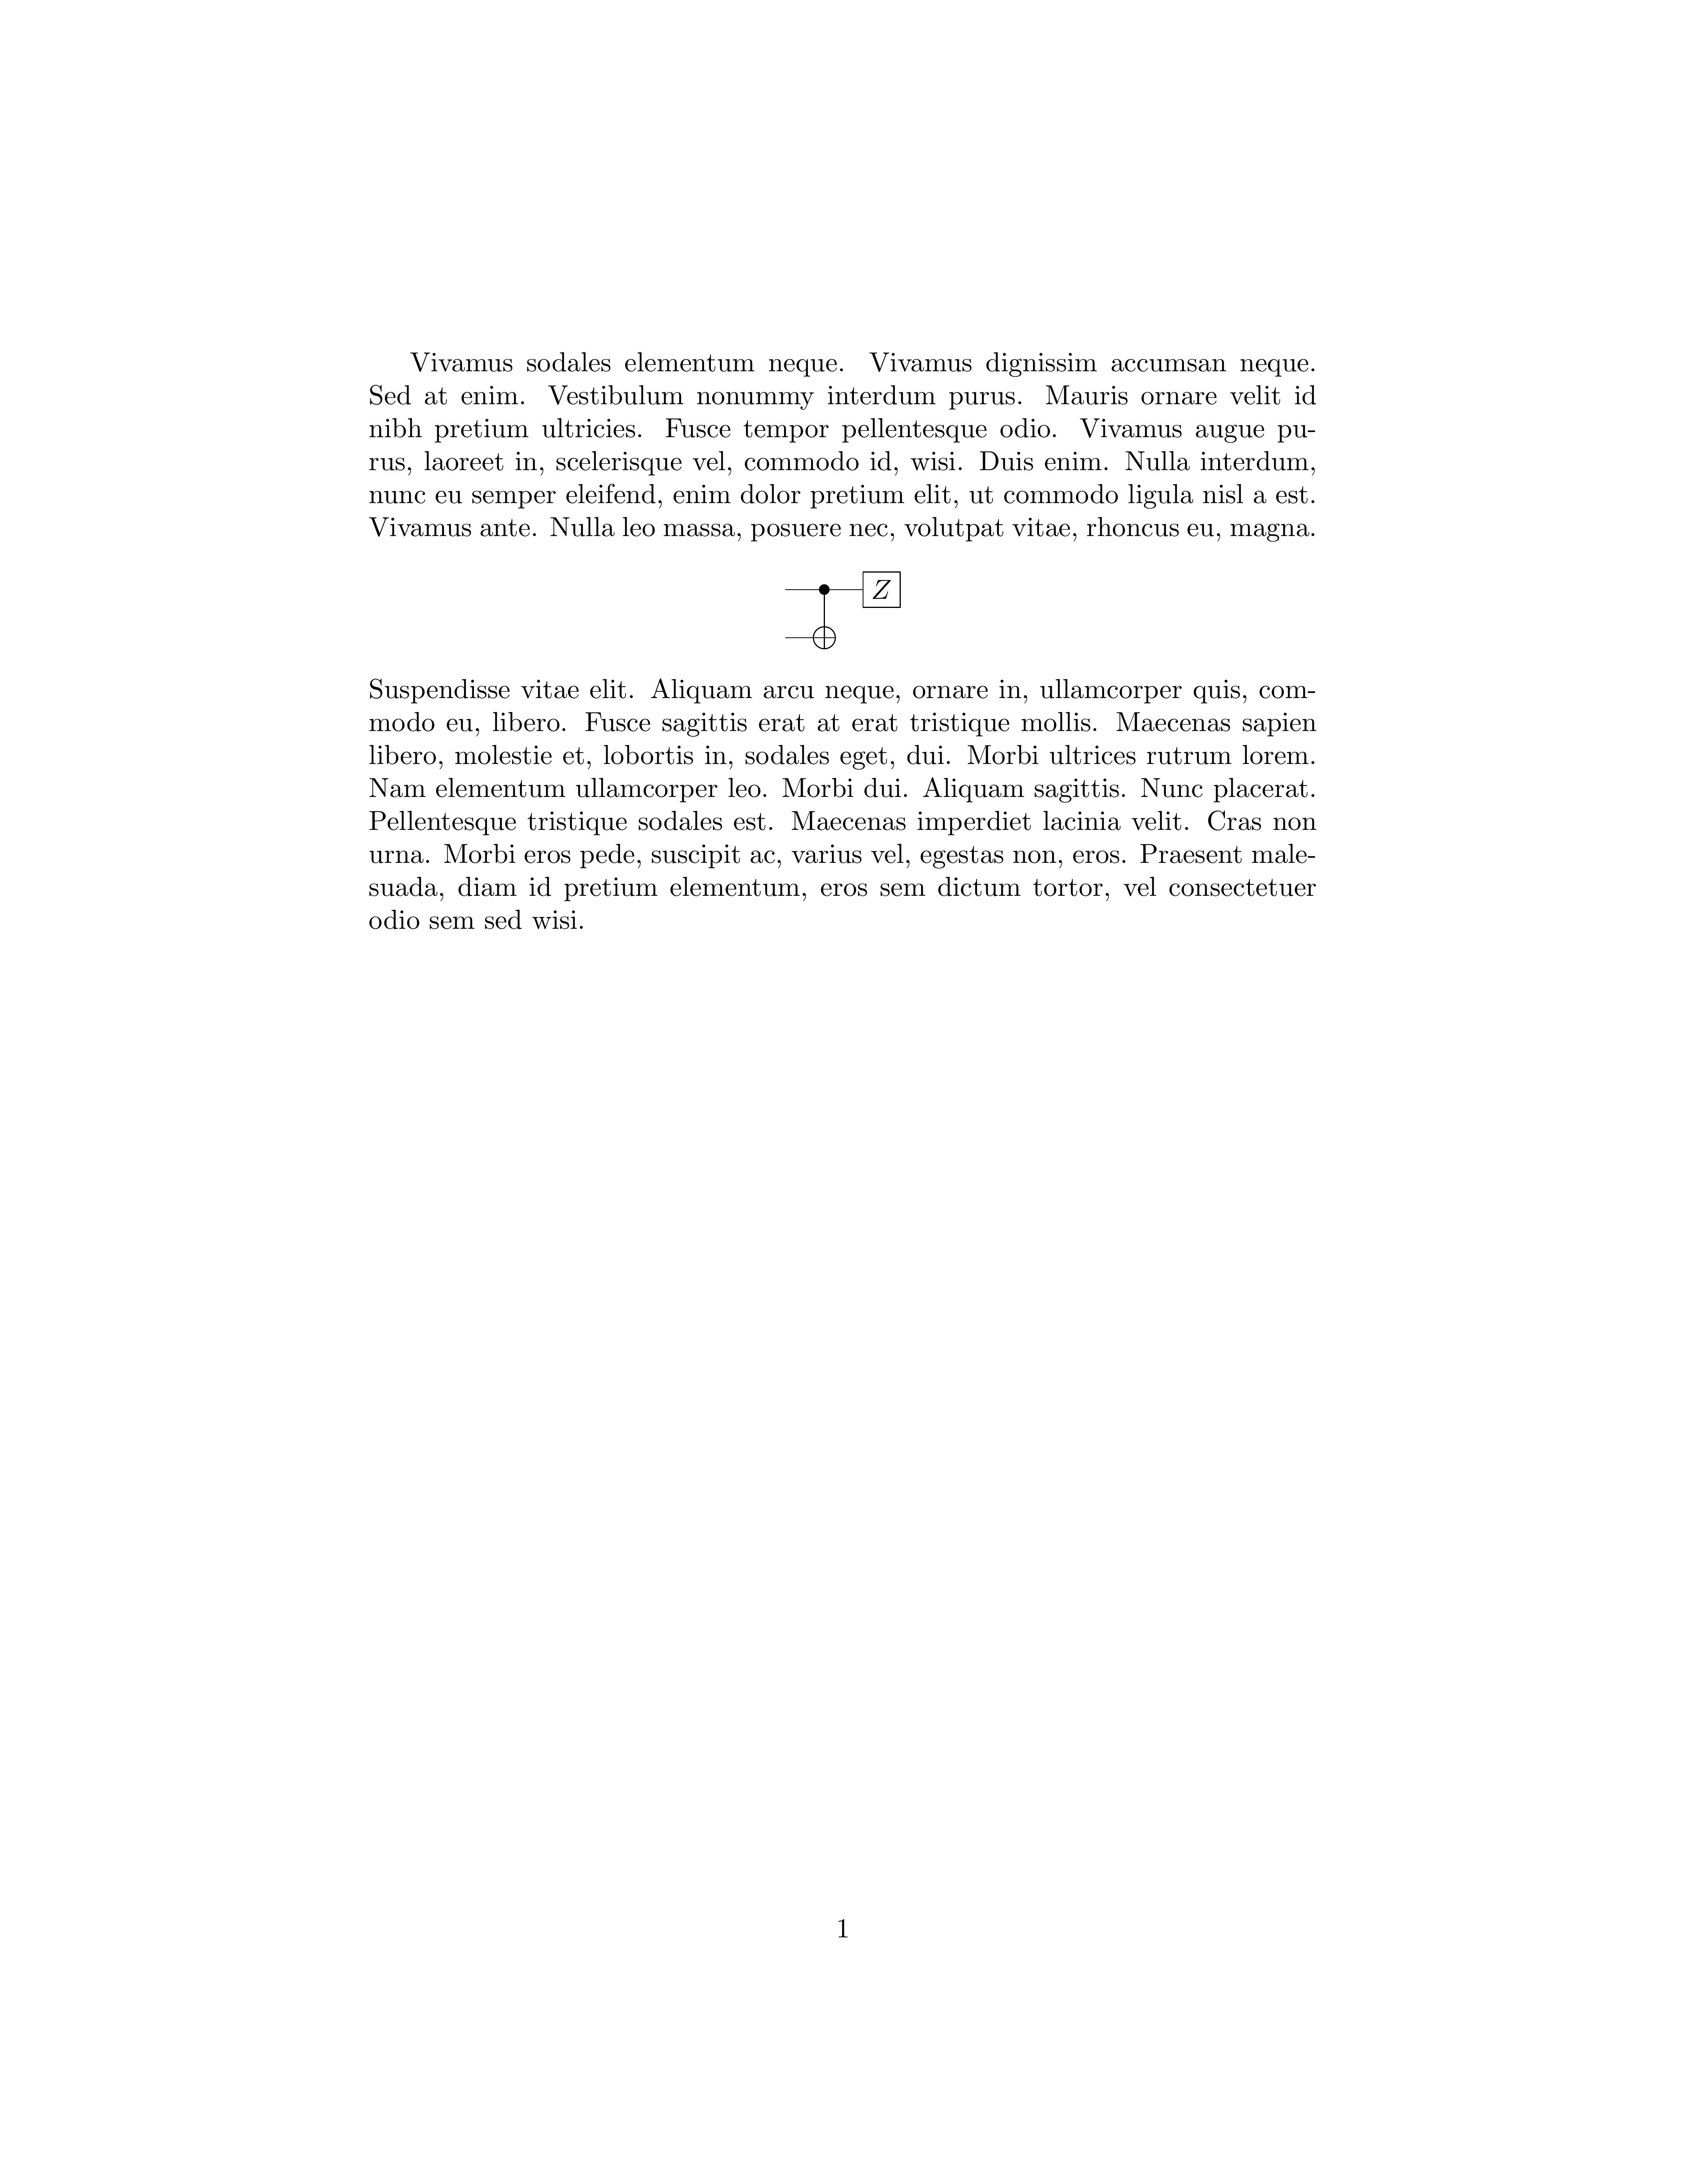 Vivamus sodales elementum neque. Vivamus dignissim accumsan neque.
Sed at enim. Vestibulum nonummy interdum purus. Mauris ornare velit id
nibh pretium ultricies. Fusce tempor pellentesque odio. Vivamus augue pu-
rus, laoreet in, scelerisque vel, commodo id, wisi. Duis enim. Nulla interdum,
nunc eu semper eleifend, enim dolor pretium elit, ut commodo ligula nisl a est.
Vivamus ante. Nulla leo massa, posuere nec, volutpat vitae, rhoncus eu, magna.
Z
Suspendisse vitae elit. Aliquam arcu neque, ornare in, ullamcorper quis, com-
modo eu, libero. Fusce sagittis erat at erat tristique mollis. Maecenas sapien
libero, molestie et, lobortis in, sodales eget, dui. Morbi ultrices rutrum lorem.
Nam elementum ullamcorper leo. Morbi dui. Aliquam sagittis. Nunc placerat.
Pellentesque tristique sodales est. Maecenas imperdiet lacinia velit. Cras non
urna. Morbi eros pede, suscipit ac, varius vel, egestas non, eros. Praesent male-
suada, diam id pretium elementum, eros sem dictum tortor, vel consectetuer
odio sem sed wisi.
1